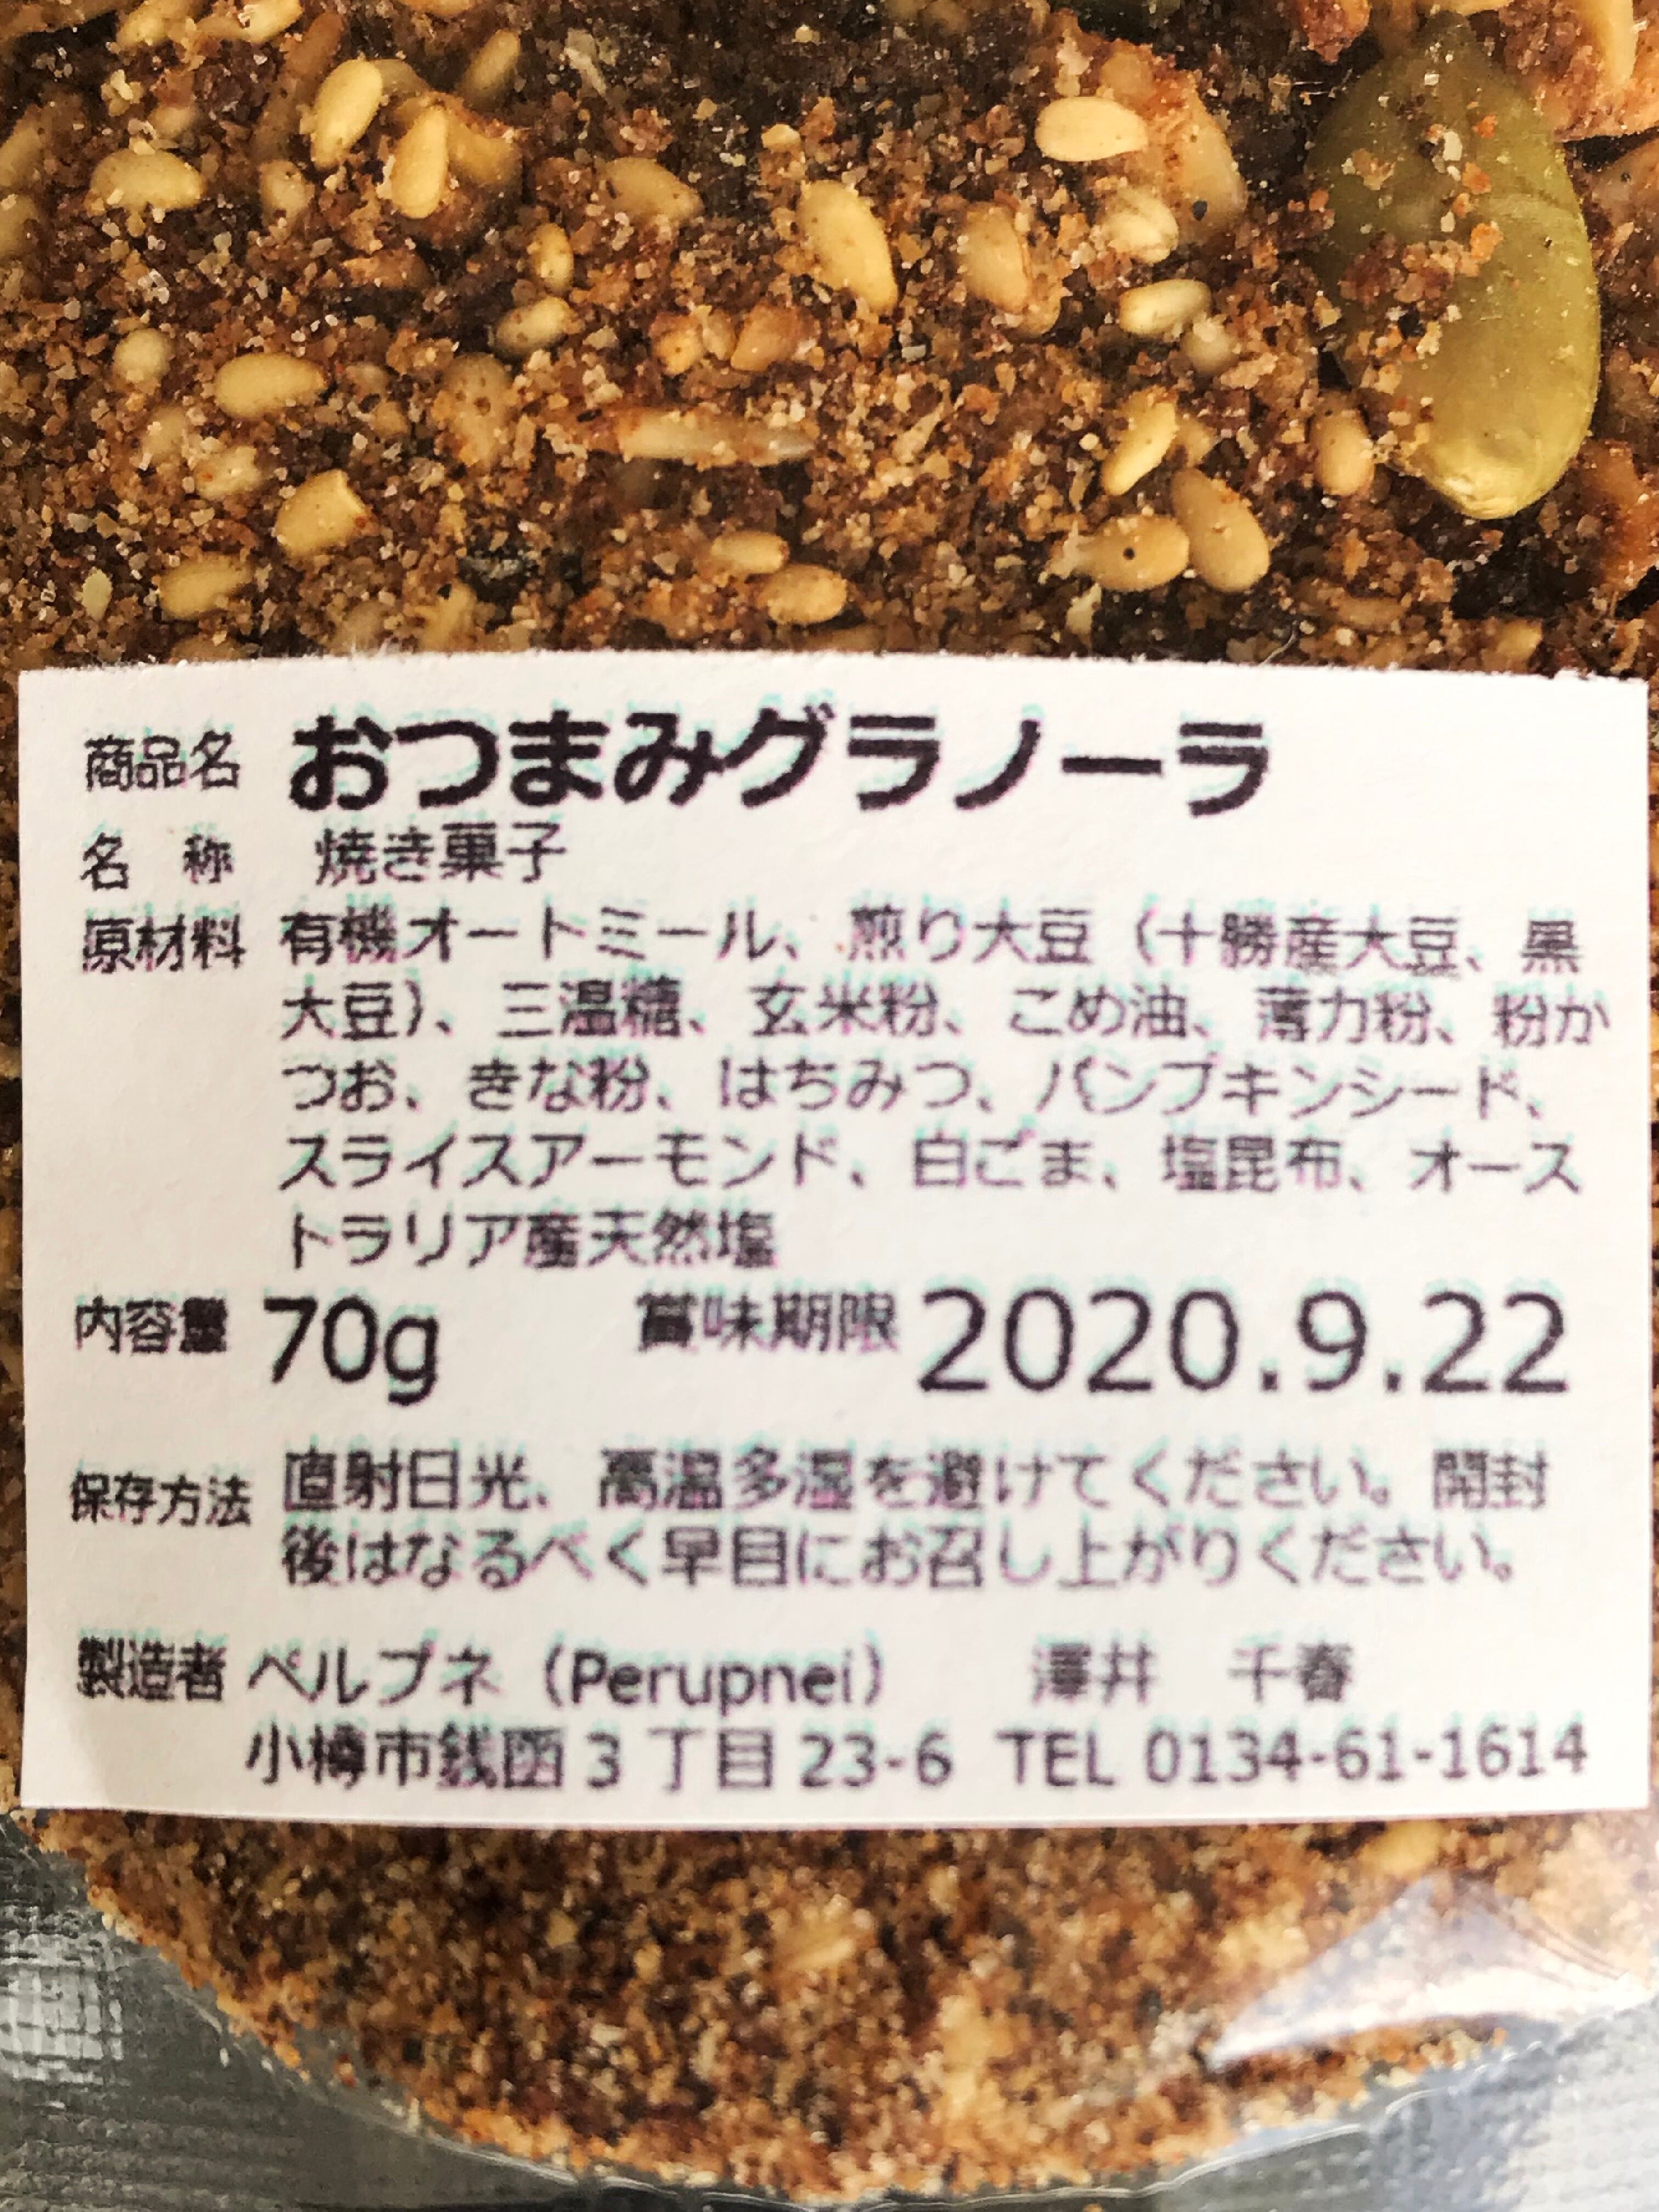 商品名 おつまみグラノーラ
名 称 焼き菓子
原材料 有機オートミール、煎り大豆（十勝産大豆、黒
大豆）、三温糖、玄米粉、こめ油、薄力粉、粉か
つお、きな粉、はちみつ、パンプキンシード、
スライスアーモンド、白ごま、塩昆布、オース
トラリア産天然塩
内容量 70g 賞味期限 2020.9.22
保存方法 直射日光、高温多湿を避けてください。開封
後はなるべく早目にお召し上がりください。
製造者 ペルプネ（Perupnei） 澤井 千春
小樽市銭函3丁目23-6 TEL 0134-61-1614